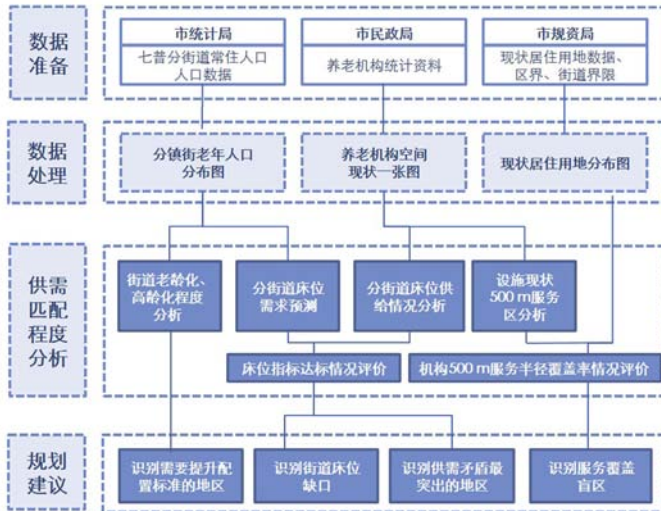 数据
准备
市统计局
七普分街道常住人口
人口数据
市民政局
养老机构统计资料
市规资局
现状居住用地数据、
区界、街道界限
数据
处理
分镇街老年人口
分布图
养老机构空间
现状一张图
现状居住用地分布图
供需
匹配
程度
分析
街道老龄化、
高龄化程度
分析
分街道床位
需求预测
分街道床位供
给情况分析
设施现状
500 m服务
区分析
床位指标达标情况评价
机构500 m服务半径覆盖率情况评价
规划
建议
识别需要提升配
置标准的地区
识别街道床位
缺口
识别供需矛盾最
突出的地区
识别服务覆盖
盲区